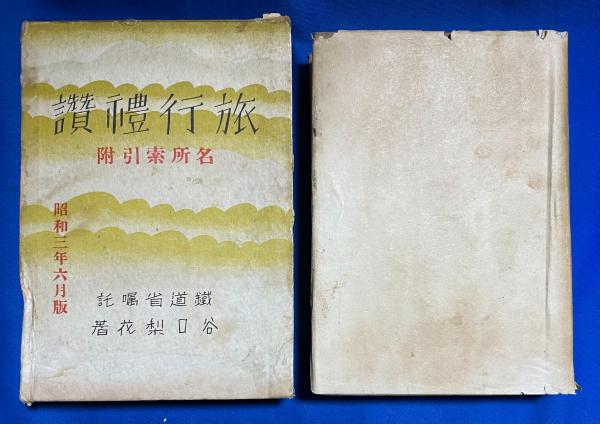 讚禮行旅
附引索所名
昭和三年六月版
託嘱省道鐵
著花梨口谷